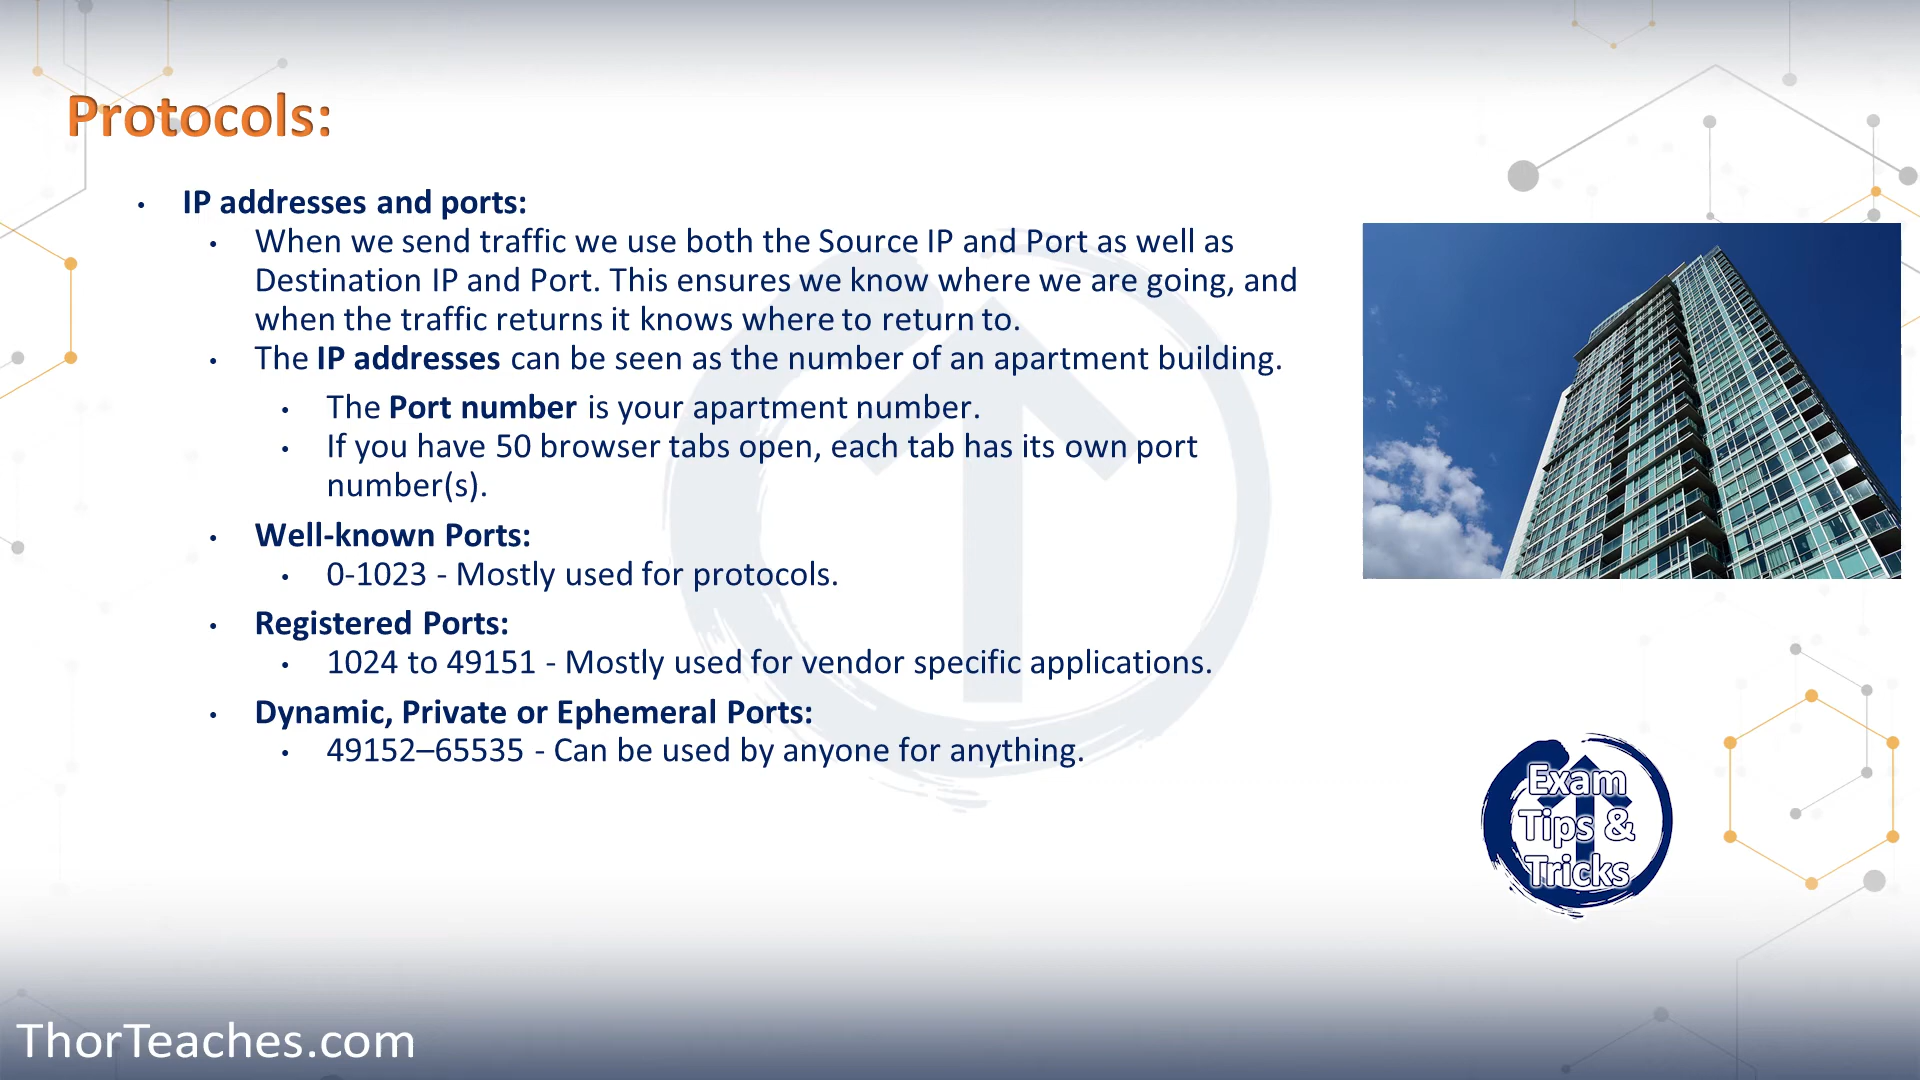 Protocols:
• IP addresses and ports:
• When we send traffic we use both the Source IP and Port as well as
Destination IP and Port. This ensures we know where we are going, and
when the traffic returns it knows where to return to.
• The IP addresses can be seen as the number of an apartment building.
• The Port number is your apartment number.
• If you have 50 browser tabs open, each tab has its own port
number(s).
• Well-known Ports:
• 0-1023 - Mostly used for protocols.
• Registered Ports:
• 1024 to 49151 - Mostly used for vendor specific applications.
• Dynamic, Private or Ephemeral Ports:
• 49152–65535 - Can be used by anyone for anything.
Exam
Tips &
Tricks
ThorTeaches.com